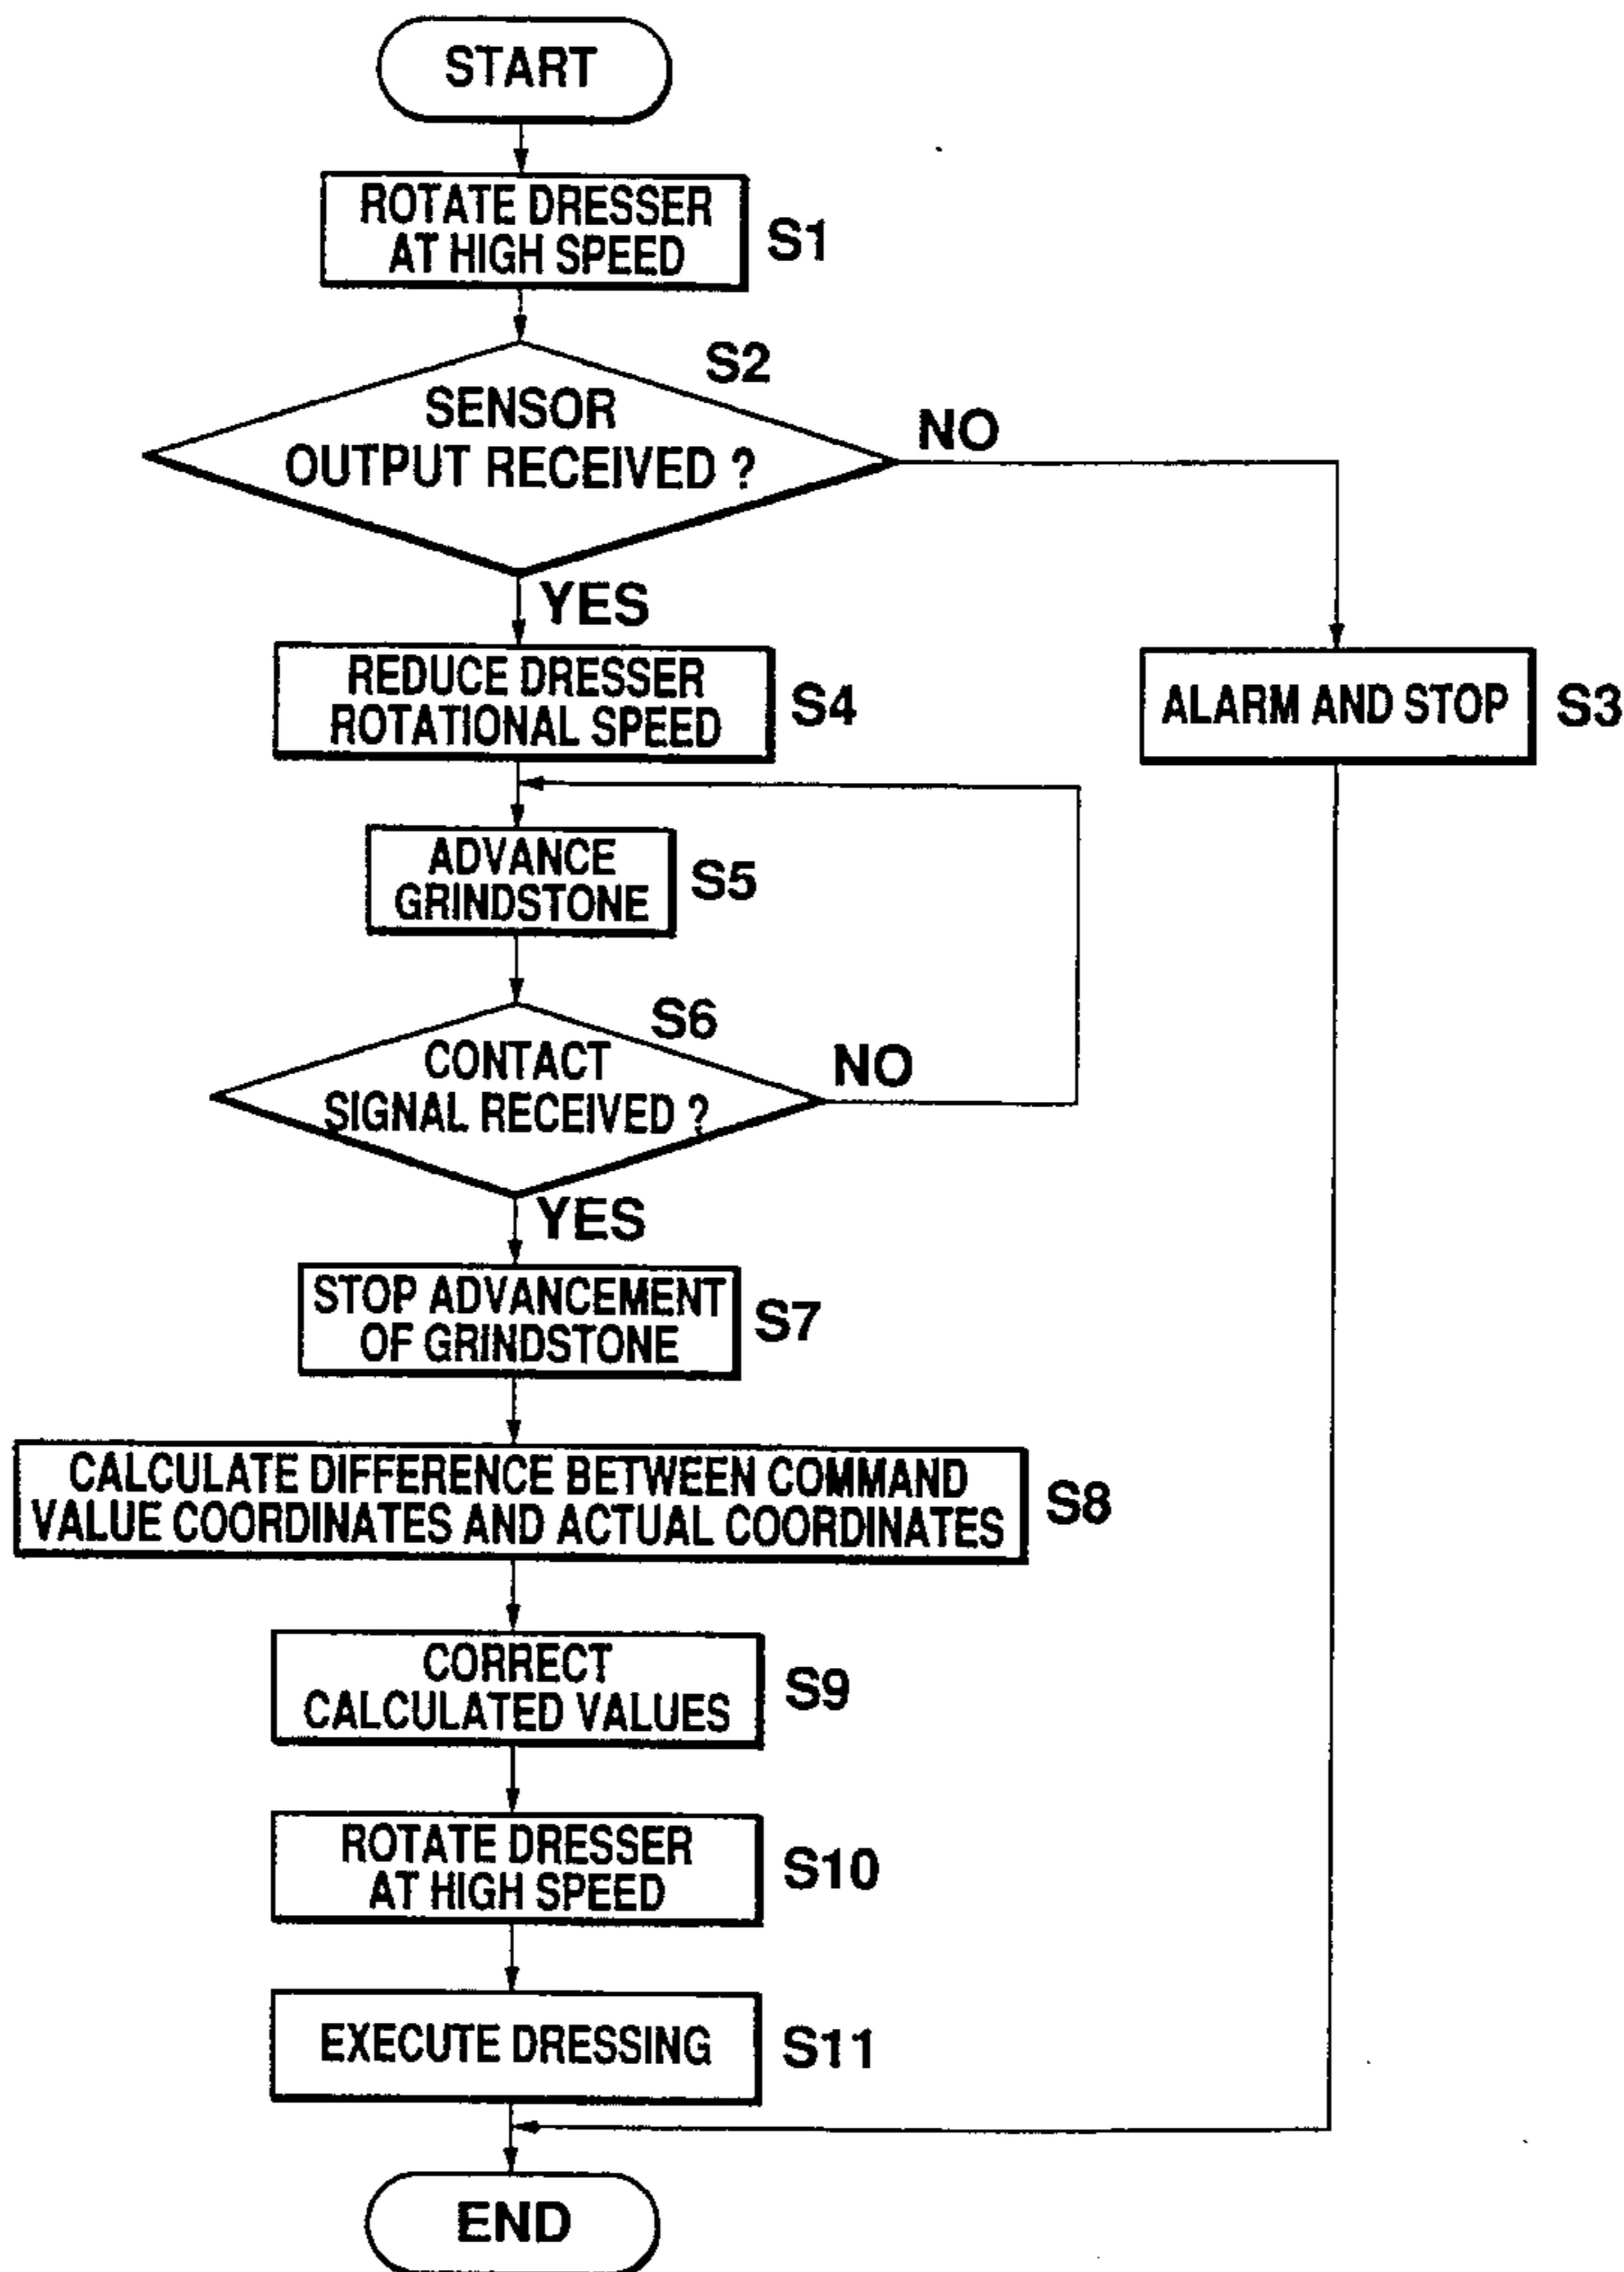 START
ROTATE DRESSER
AT HIGH SPEED
S1
S2
SENSOR
OUTPUT RECEIVED ?
NO
YES
REDUCE DRESSER
ROTATIONAL SPEED
S4
ALARM AND STOP
S3
ADVANCE
GRINDSTONE
S5
S6
CONTACT
SIGNAL RECEIVED ?
NO
YES
STOP ADVANCEMENT
OF GRINDSTONE
S7
CALCULATE DIFFERENCE BETWEEN COMMAND
VALUE COORDINATES AND ACTUAL COORDINATES
S8
CORRECT
CALCULATED VALUES
S9
ROTATE DRESSER
AT HIGH SPEED
S10
EXECUTE DRESSING
S11
END